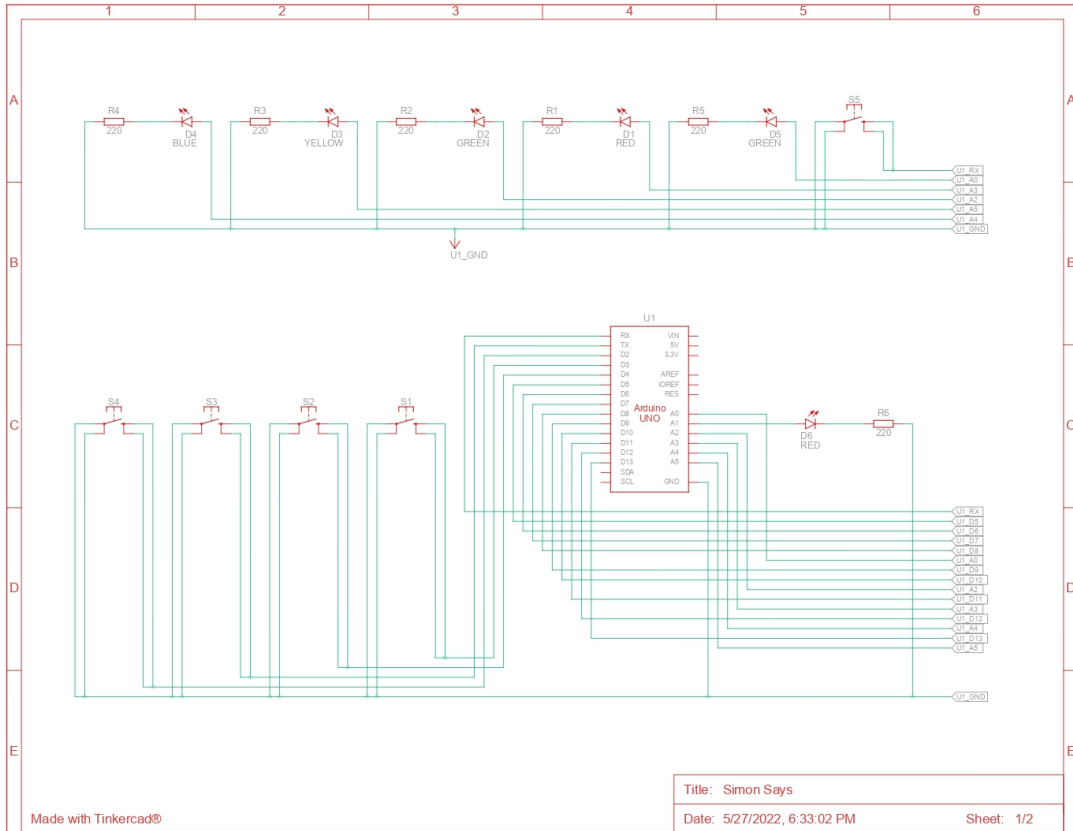 1 2 3 4 5 6
A A
R4 R3 R2 R1 R5 S5
220 220 220 220 220
D4 D3 D2 D1 D5
BLUE YELLOW GREEN RED GREEN
U1_RX
U1_A0
U1_A3
U1_A2
U1_A5
U1_A4
U1_GND
U1_GND
B B
U1
RX VIN
TX 5V
D2 3.3V
D3
D4 AREF
D5 IOREF
D6 RES
D7
Arduino
UNO
D8 A0
D9 A1
D10 A2
D11 A3
D12 A4
D13 A5
SDA
SCL GND
S4 S3 S2 S1
C C
D6
RED
R6
220
U1_RX
U1_D5
U1_D6
U1_D7
U1_D8
U1_A0
U1_D9
U1_D10
U1_A2
U1_D11
U1_A3
U1_D12
U1_A4
U1_D13
U1_A5
D D
U1_GND
E E
Title: Simon Says
Made with Tinkercad®
Date: 5/27/2022, 6:33:02 PM Sheet: 1/2